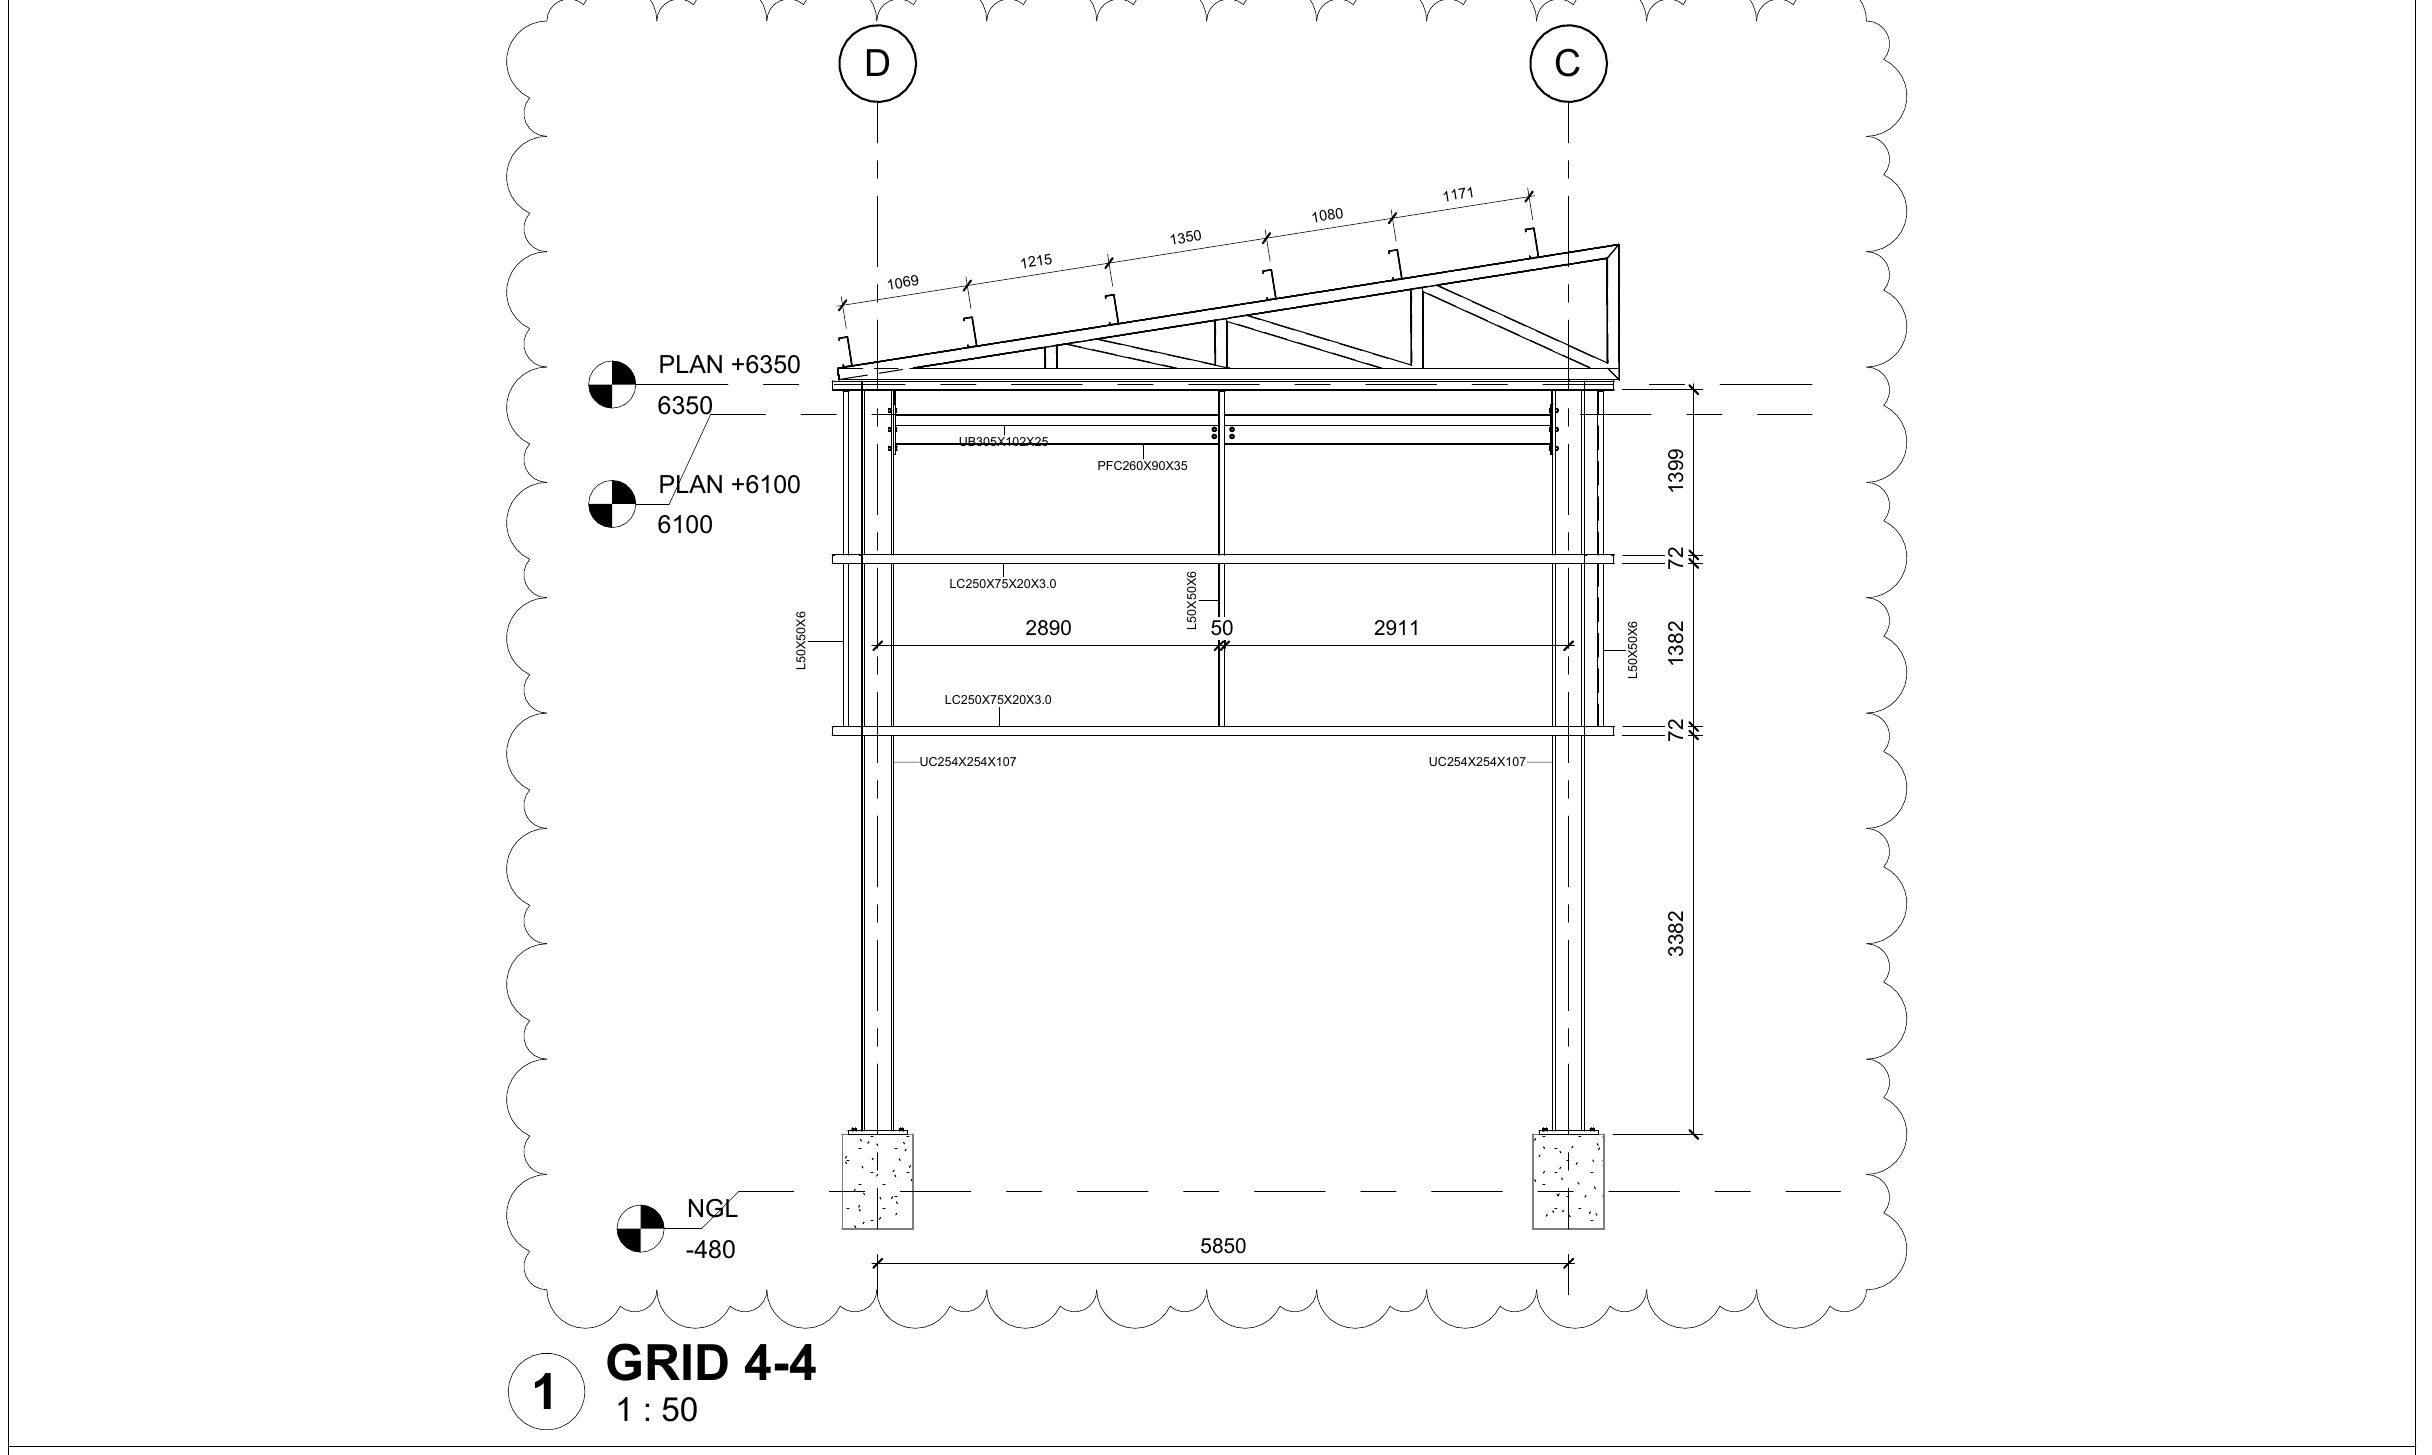 D
C
1171
1080
1350
1215
1069
PLAN +6350
6350
UB305X102X25
PFC260X90X35
1399
PLAN +6100
6100
72
LC250X75X20X3.0
L50X50X6
L50X50X6
2890
50
2911
L50X50X6
1382
LC250X75X20X3.0
72
UC254X254X107
UC254X254X107
3382
NGL
-480
5850
1
GRID 4-4
1 : 50